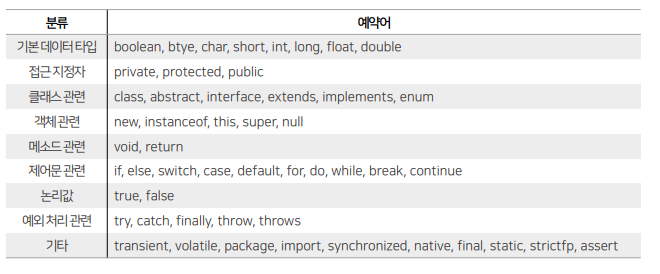 분류 예약어
기본 데이터 타입 boolean, btye, char, short, int, long, float, double
접근 지정자 private, protected, public
클래스 관련 class, abstract, interface, extends, implements, enum
객체 관련 new, instanceof, this, super, null
메소드 관련 void, return
제어문 관련 if, else, switch, case, default, for, do, while, break, continue
논리값 true, false
예외 처리 관련 try, catch, finally, throw, throws
기타 transient, volatile, package, import, synchronized, native, final, static, strictfp, assert